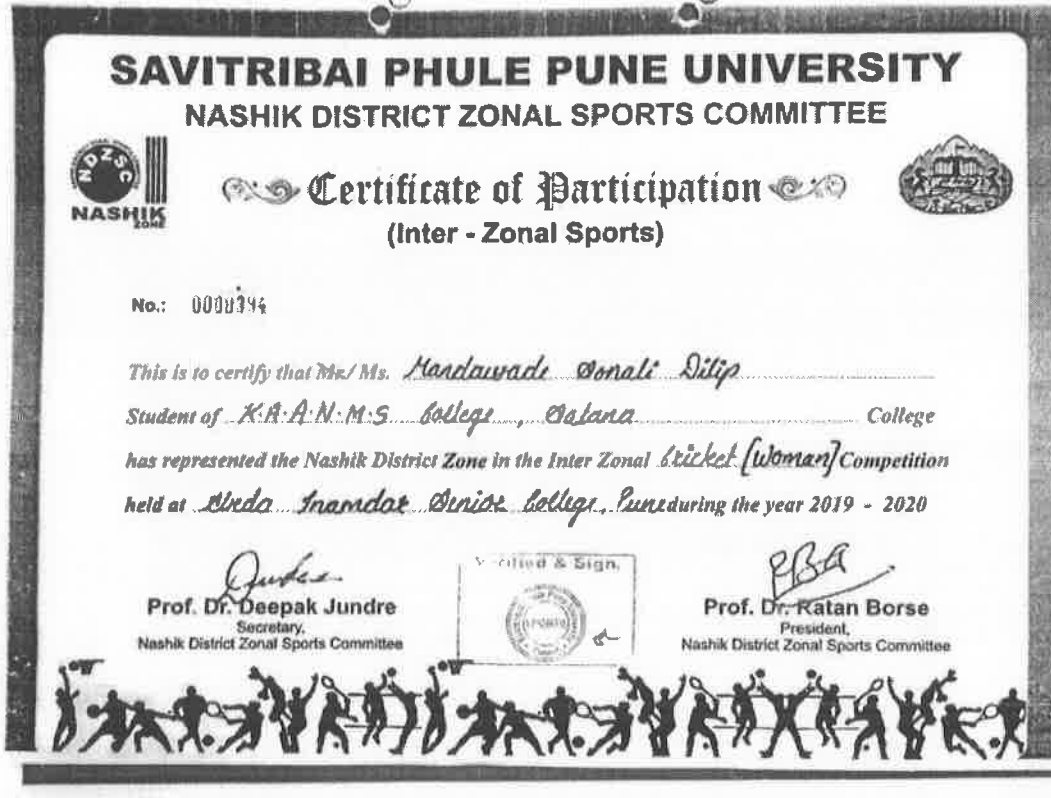 SAVITRIBAI PHULE PUNE UNIVERSITY
NASHIK DISTRICT ZONAL SPORTS COMMITTEE
NDZSC
NASHIK
ZONE
Certificate of Participation
(Inter - Zonal Sports)
No.:
This is to certify that Mr./ Ms. Mandawade Sonali Dilip
Student of K.A.A.N.M.S College, Satana College
has represented the Nashik District Zone in the Inter Zonal Cricket [Woman] Competition
held at Inamdar Senior College, Pune during the year 2019 - 2020
Verified & Sign.
SPORTS
Prof. Dr. Deepak Jundre
Secretary,
Nashik District Zonal Sports Committee
Prof. Dr. Ratan Borse
President,
Nashik District Zonal Sports Committee